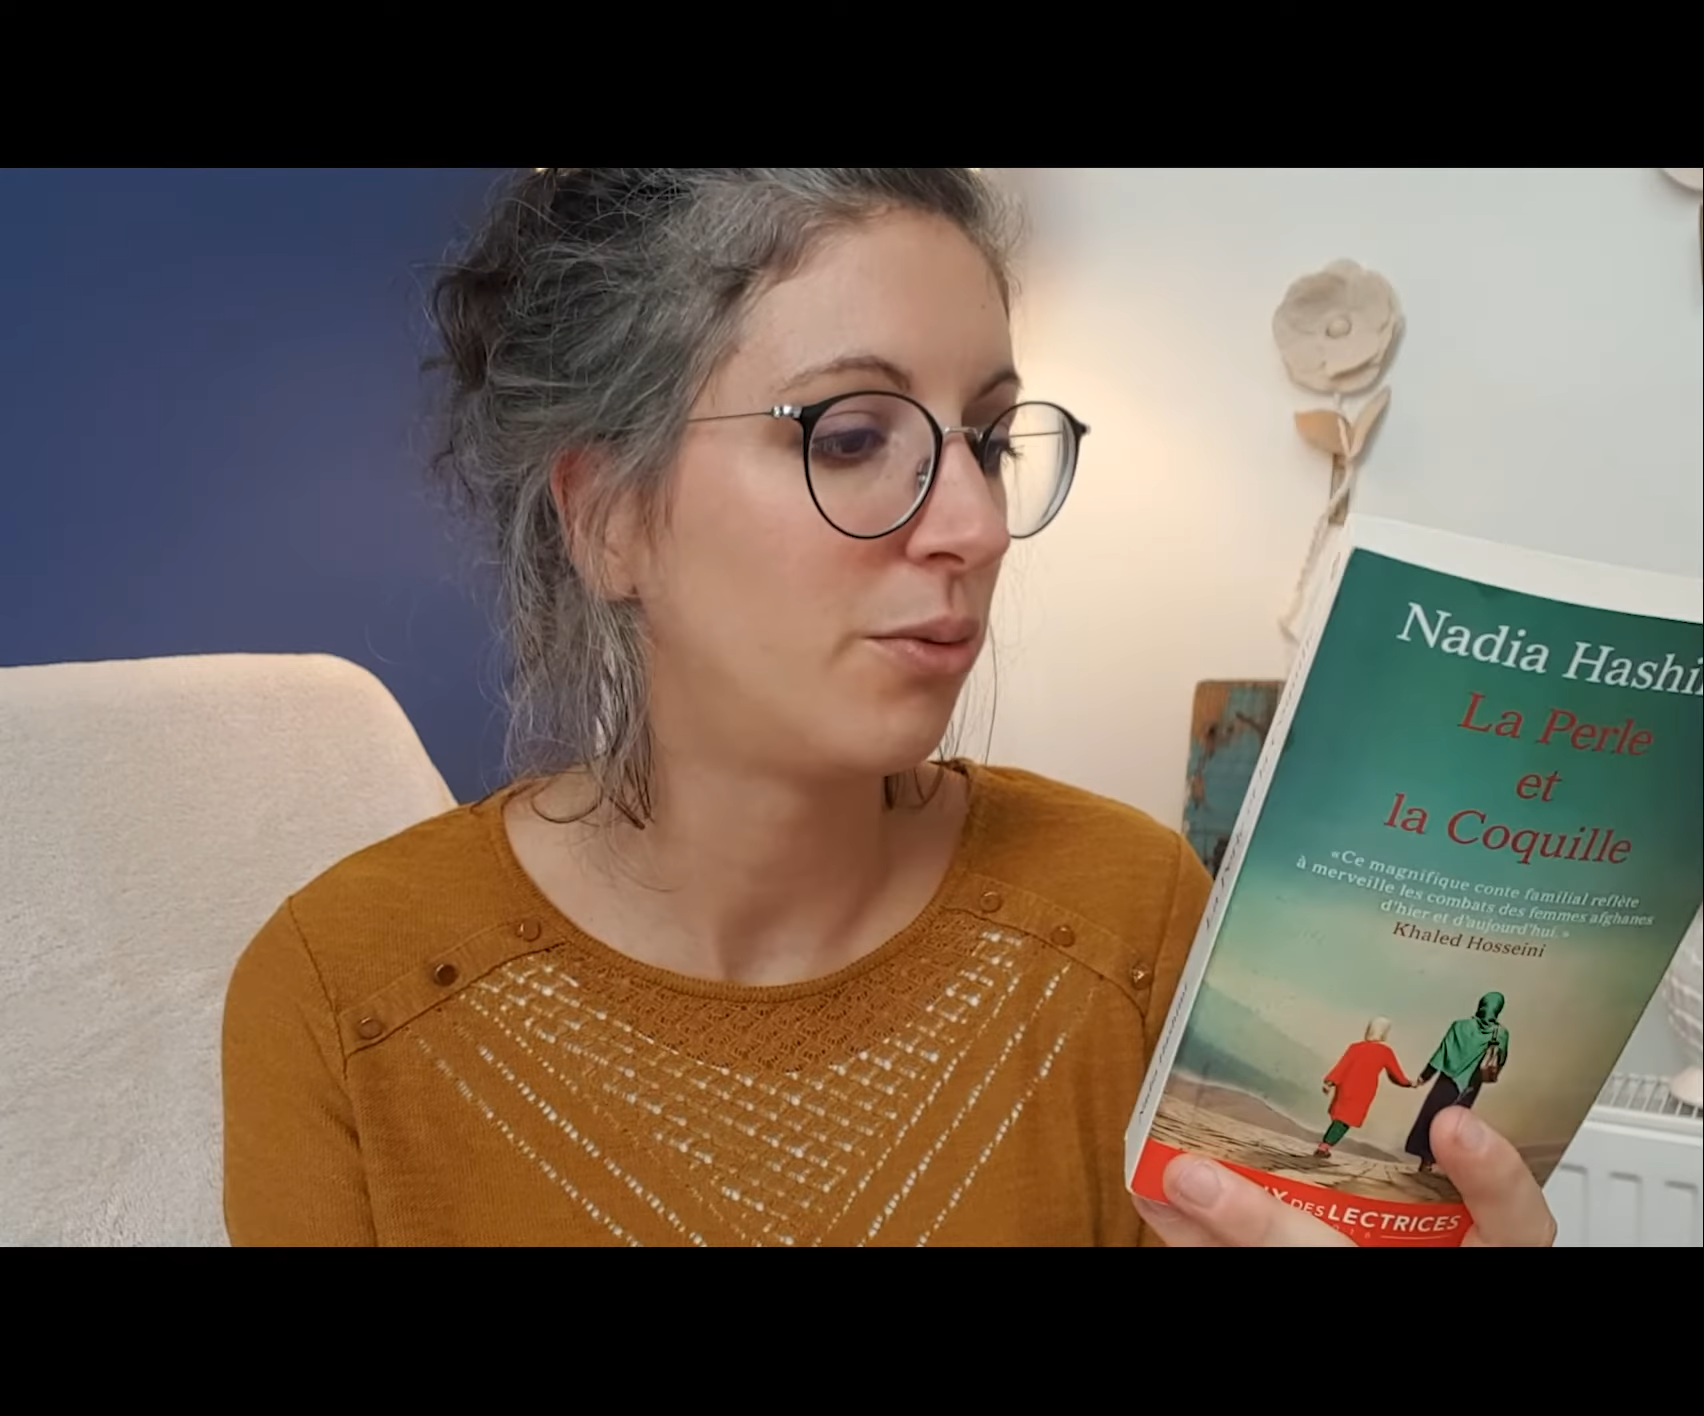 Nadia Hashi
La Perle
et
la Coquille
«Ce magnifique conte familial reflète
à merveille les combats des femmes afghanes
d'hier et d'aujourd'hui.»
Khaled Hosseini
DES LECTRICES